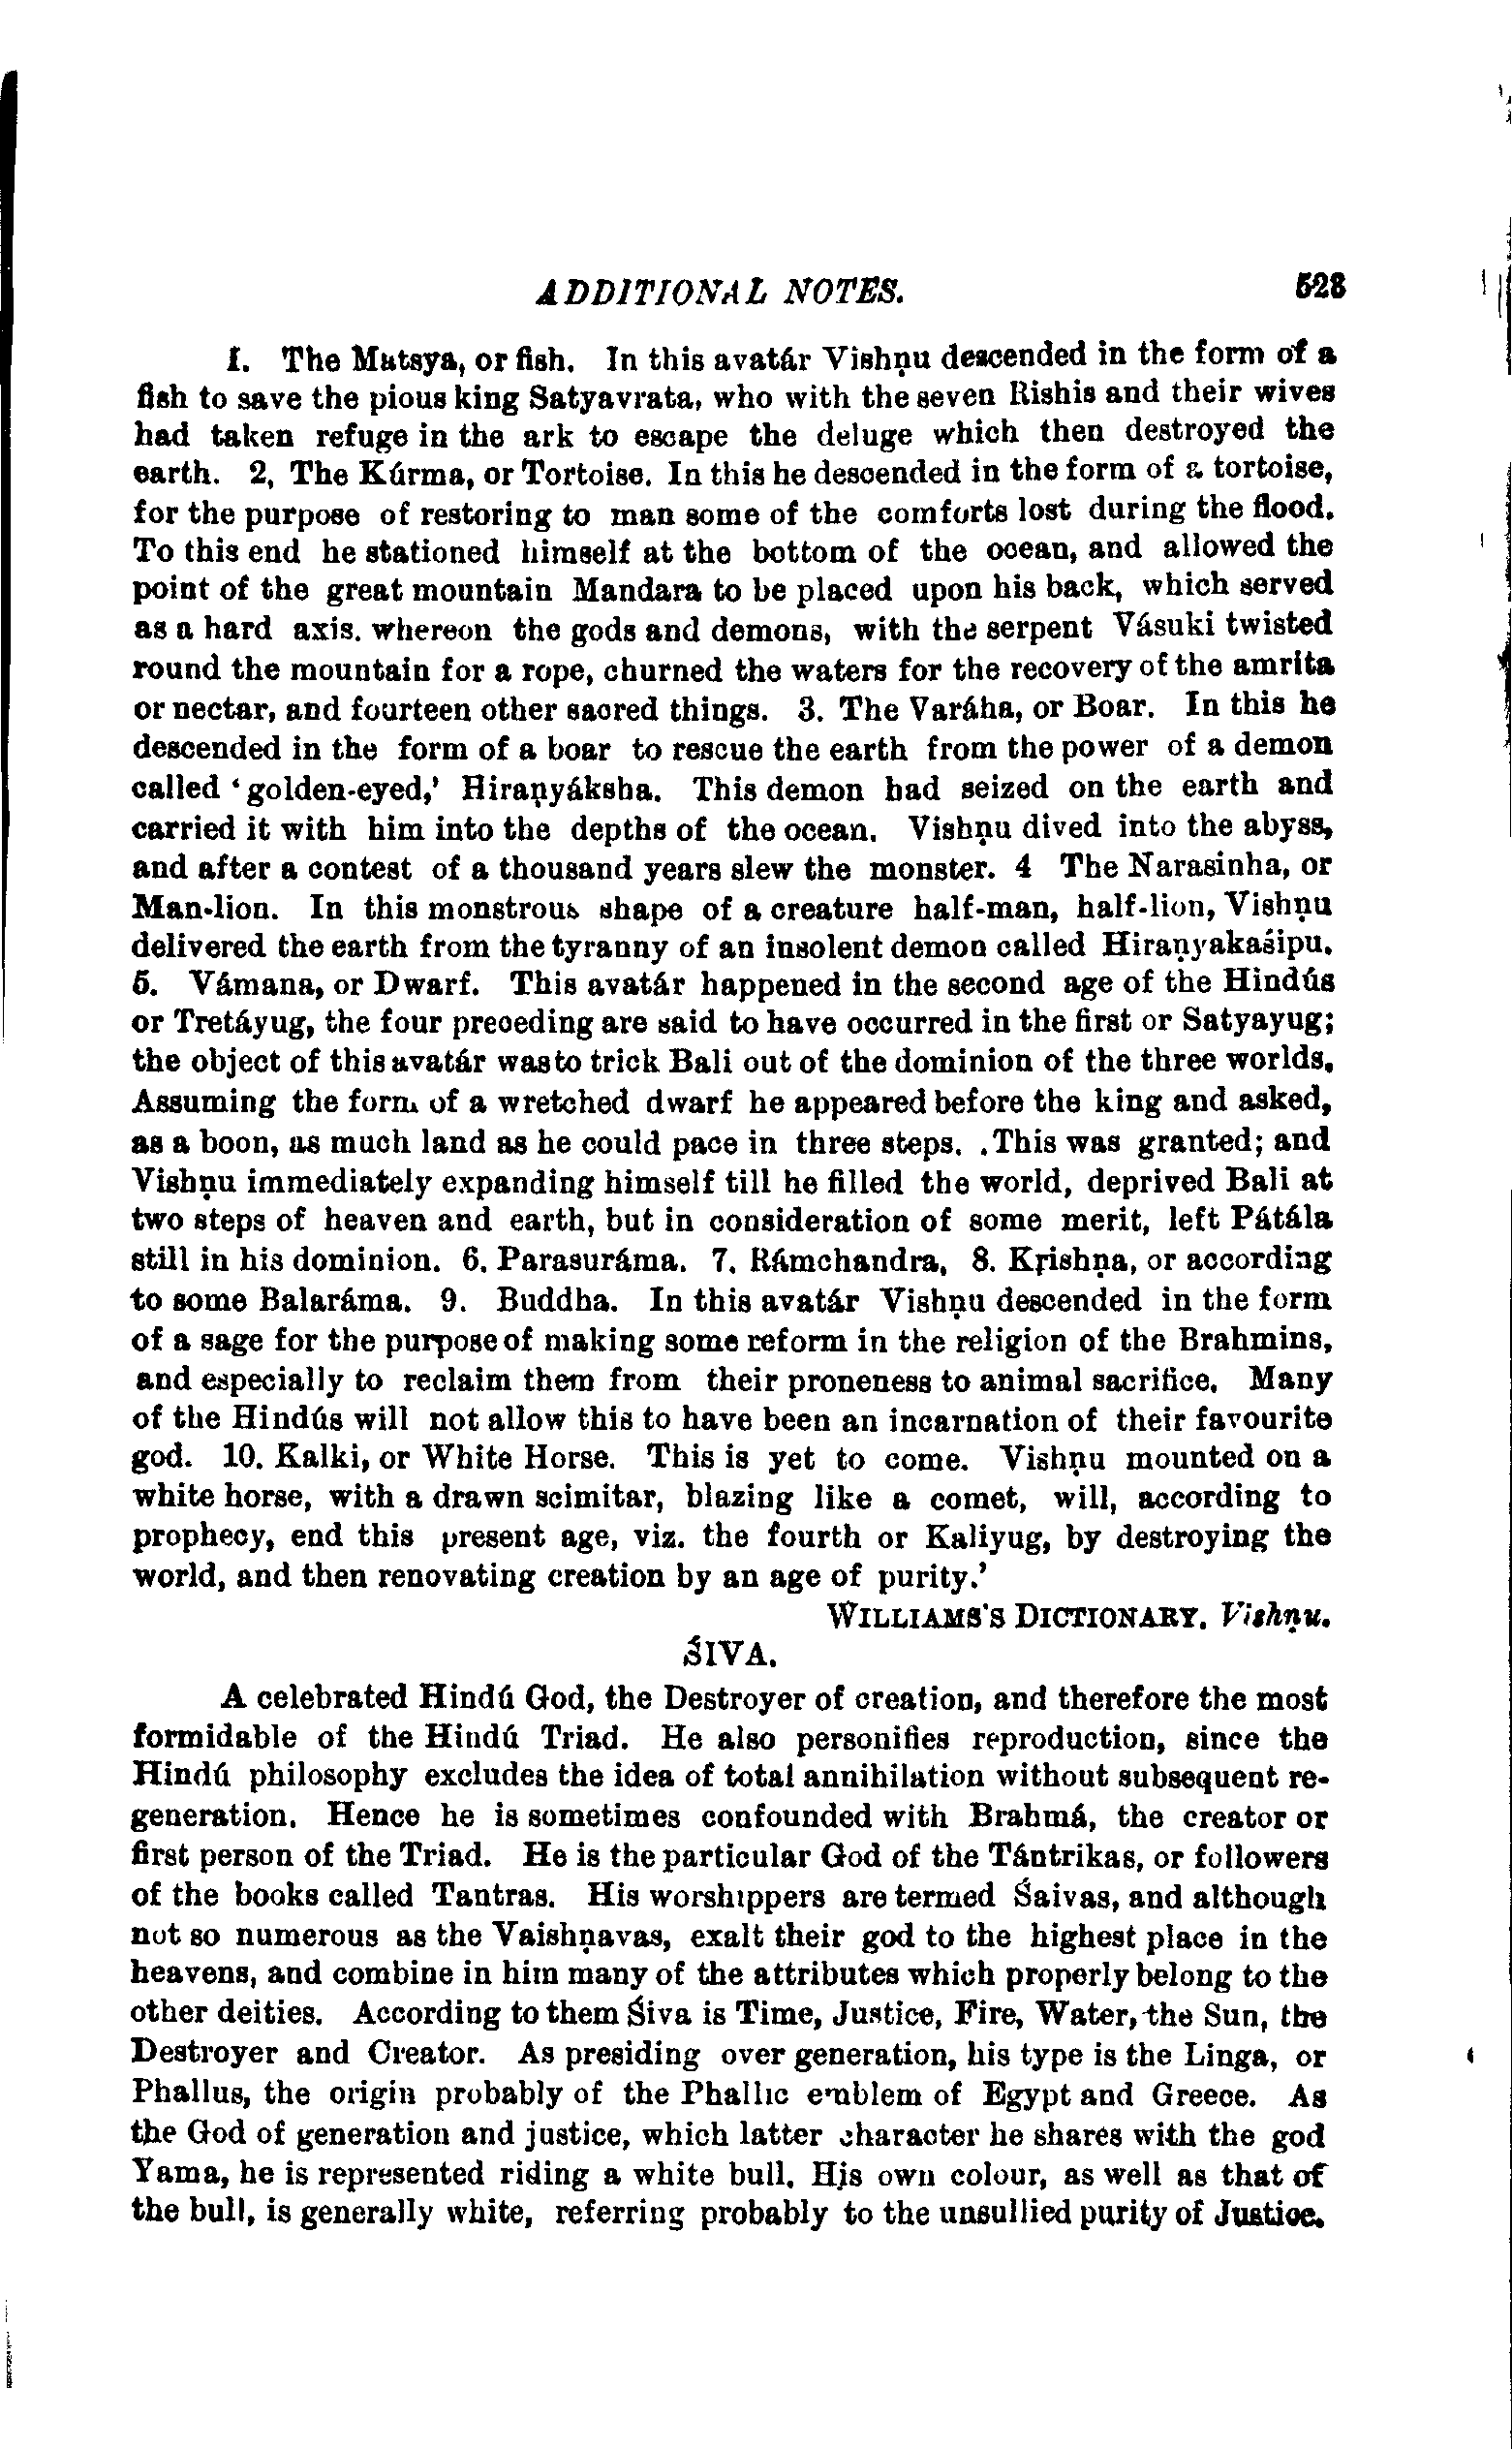 ADDITIONAL NOTES. 523
1. The Matsya, or fish. In this avatár Vishṇu descended in the form of a
fish to save the pious king Satyavrata, who with the seven Rishis and their wives
had taken refuge in the ark to escape the deluge which then destroyed the
earth. 2, The Kúrma, or Tortoise. In this he descended in the form of a tortoise,
for the purpose of restoring to man some of the comforts lost during the flood.
To this end he stationed himself at the bottom of the ocean, and allowed the
point of the great mountain Mandara to be placed upon his back, which served
as a hard axis. whereon the gods and demons, with the serpent Vásuki twisted
round the mountain for a rope, churned the waters for the recovery of the amrita
or nectar, and fourteen other sacred things. 3. The Varáha, or Boar. In this he
descended in the form of a boar to rescue the earth from the power of a demon
called ‘golden-eyed,’ Hiraṇyáksha. This demon had seized on the earth and
carried it with him into the depths of the ocean. Vishṇu dived into the abyss,
and after a contest of a thousand years slew the monster. 4 The Narasinha, or
Man-lion. In this monstrous shape of a creature half-man, half-lion, Vishṇu
delivered the earth from the tyranny of an insolent demon called Hiraṇyakaśipu.
5. Vámana, or Dwarf. This avatár happened in the second age of the Hindús
or Tretáyug, the four preceding are said to have occurred in the first or Satyayug;
the object of this avatár was to trick Bali out of the dominion of the three worlds.
Assuming the form of a wretched dwarf he appeared before the king and asked,
as a boon, as much land as he could pace in three steps. .This was granted; and
Vishṇu immediately expanding himself till he filled the world, deprived Bali at
two steps of heaven and earth, but in consideration of some merit, left Pátála
still in his dominion. 6. Parasuráma. 7. Rámchandra, 8. Kṛishṇa, or according
to some Balaráma. 9. Buddha. In this avatár Vishṇu descended in the form
of a sage for the purpose of making some reform in the religion of the Brahmins,
and especially to reclaim them from their proneness to animal sacrifice. Many
of the Hindús will not allow this to have been an incarnation of their favourite
god. 10. Kalki, or White Horse. This is yet to come. Vishṇu mounted on a
white horse, with a drawn scimitar, blazing like a comet, will, according to
prophecy, end this present age, viz. the fourth or Kaliyug, by destroying the
world, and then renovating creation by an age of purity.’
WILLIAMS'S DICTIONARY. Vishṇu.
ŚIVA.
A celebrated Hindú God, the Destroyer of creation, and therefore the most
formidable of the Hindú Triad. He also personifies reproduction, since the
Hindú philosophy excludes the idea of total annihilation without subsequent re-
generation. Hence he is sometimes confounded with Brahmá, the creator or
first person of the Triad. He is the particular God of the Tántrikas, or followers
of the books called Tantras. His worshippers are termed Śaivas, and although
not so numerous as the Vaishṇavas, exalt their god to the highest place in the
heavens, and combine in him many of the attributes which properly belong to the
other deities. According to them Śiva is Time, Justice, Fire, Water, the Sun, the
Destroyer and Creator. As presiding over generation, his type is the Linga, or
Phallus, the origin probably of the Phallic emblem of Egypt and Greece. As
the God of generation and justice, which latter character he shares with the god
Yama, he is represented riding a white bull. His own colour, as well as that of
the bull, is generally white, referring probably to the unsullied purity of Justice.